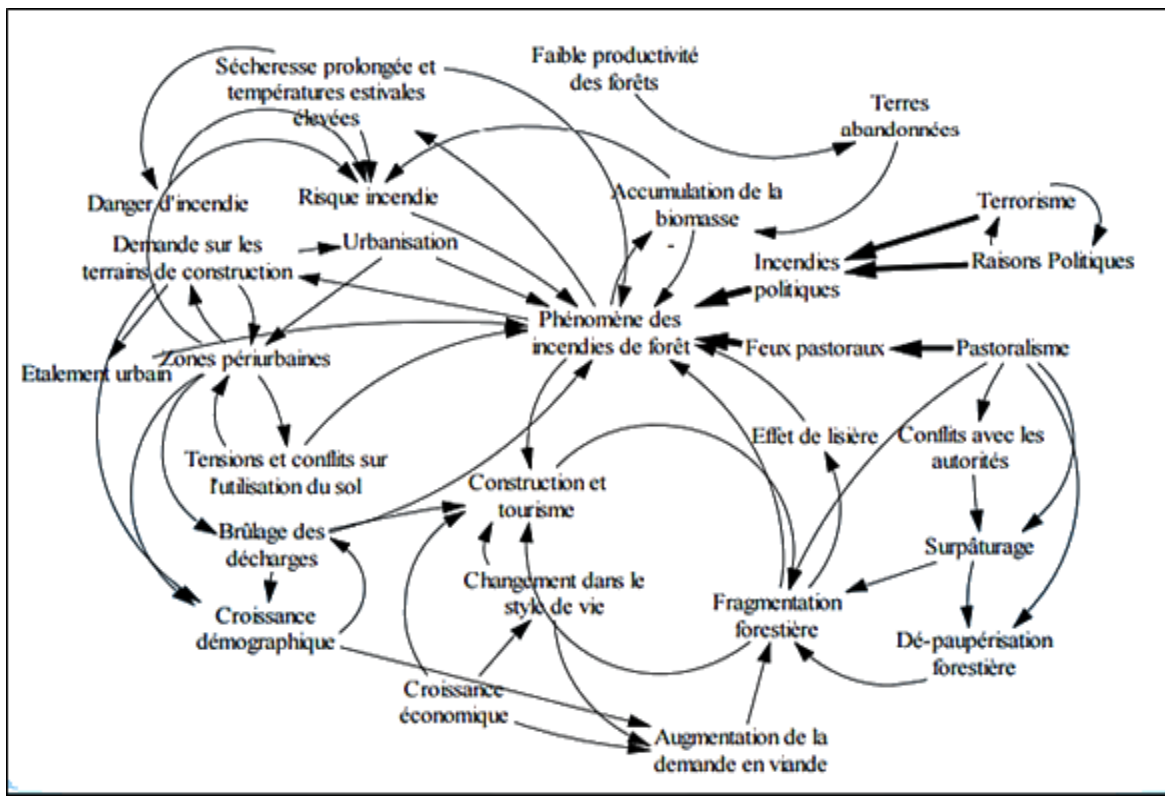 Sécheresse prolongée et
températures estivales
élevées
Faible productivité
des forêts
Terres
abandonnées
Danger d'incendie
Risque incendie
Accumulation de la
biomasse
-
Terrorisme
Demande sur les
terrains de construction
Urbanisation
Incendies
politiques
Raisons Politiques
Phénomène des
incendies de forêt
Feux pastoraux
Pastoralisme
Etalement urbain
Zones périurbaines
Tensions et conflits sur
l'utilisation du sol
Effet de lisière
Conflits avec les
autorités
Construction et
tourisme
Brûlage des
décharges
Surpâturage
Changement dans le
style de vie
Fragmentation
forestière
Croissance
démographique
Dé-paupérisation
forestière
Croissance
économique
Augmentation de la
demande en viande